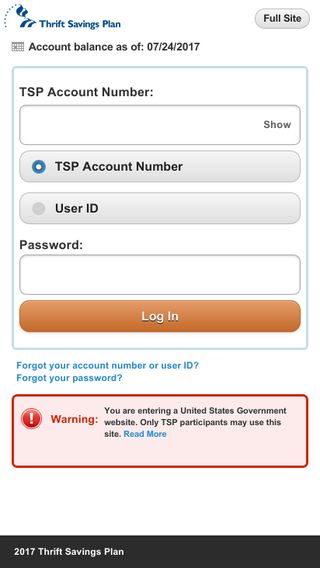 Thrift Savings Plan
Full Site
Account balance as of: 07/24/2017
TSP Account Number:
Show
TSP Account Number
User ID
Password:
Log In
Forgot your account number or user ID?
Forgot your password?
Warning:
You are entering a United States Government
website. Only TSP participants may use this
site. Read More
2017 Thrift Savings Plan